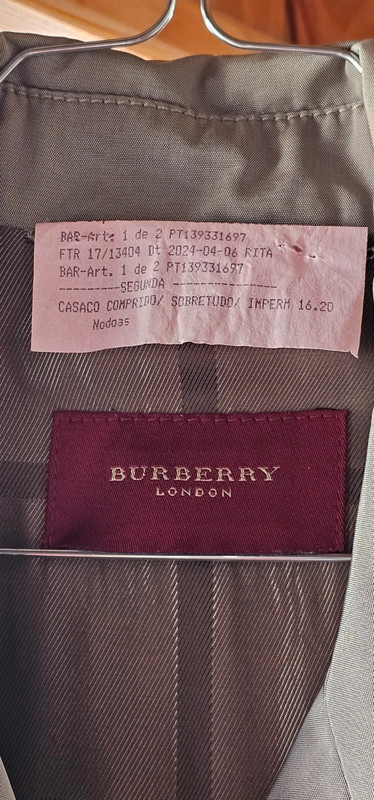 BAR-Art. 1 de 2 PT139331697
FTR 17/13404 Dt 2024-04-06 RITA
BAR-Art. 1 de 2 PT139331697
----------SEGUNDA ----------------
CASACO COMPRIDO/ SOBRETUDO/ IMPERM 16.20
Nodoas
BURBERRY
LONDON